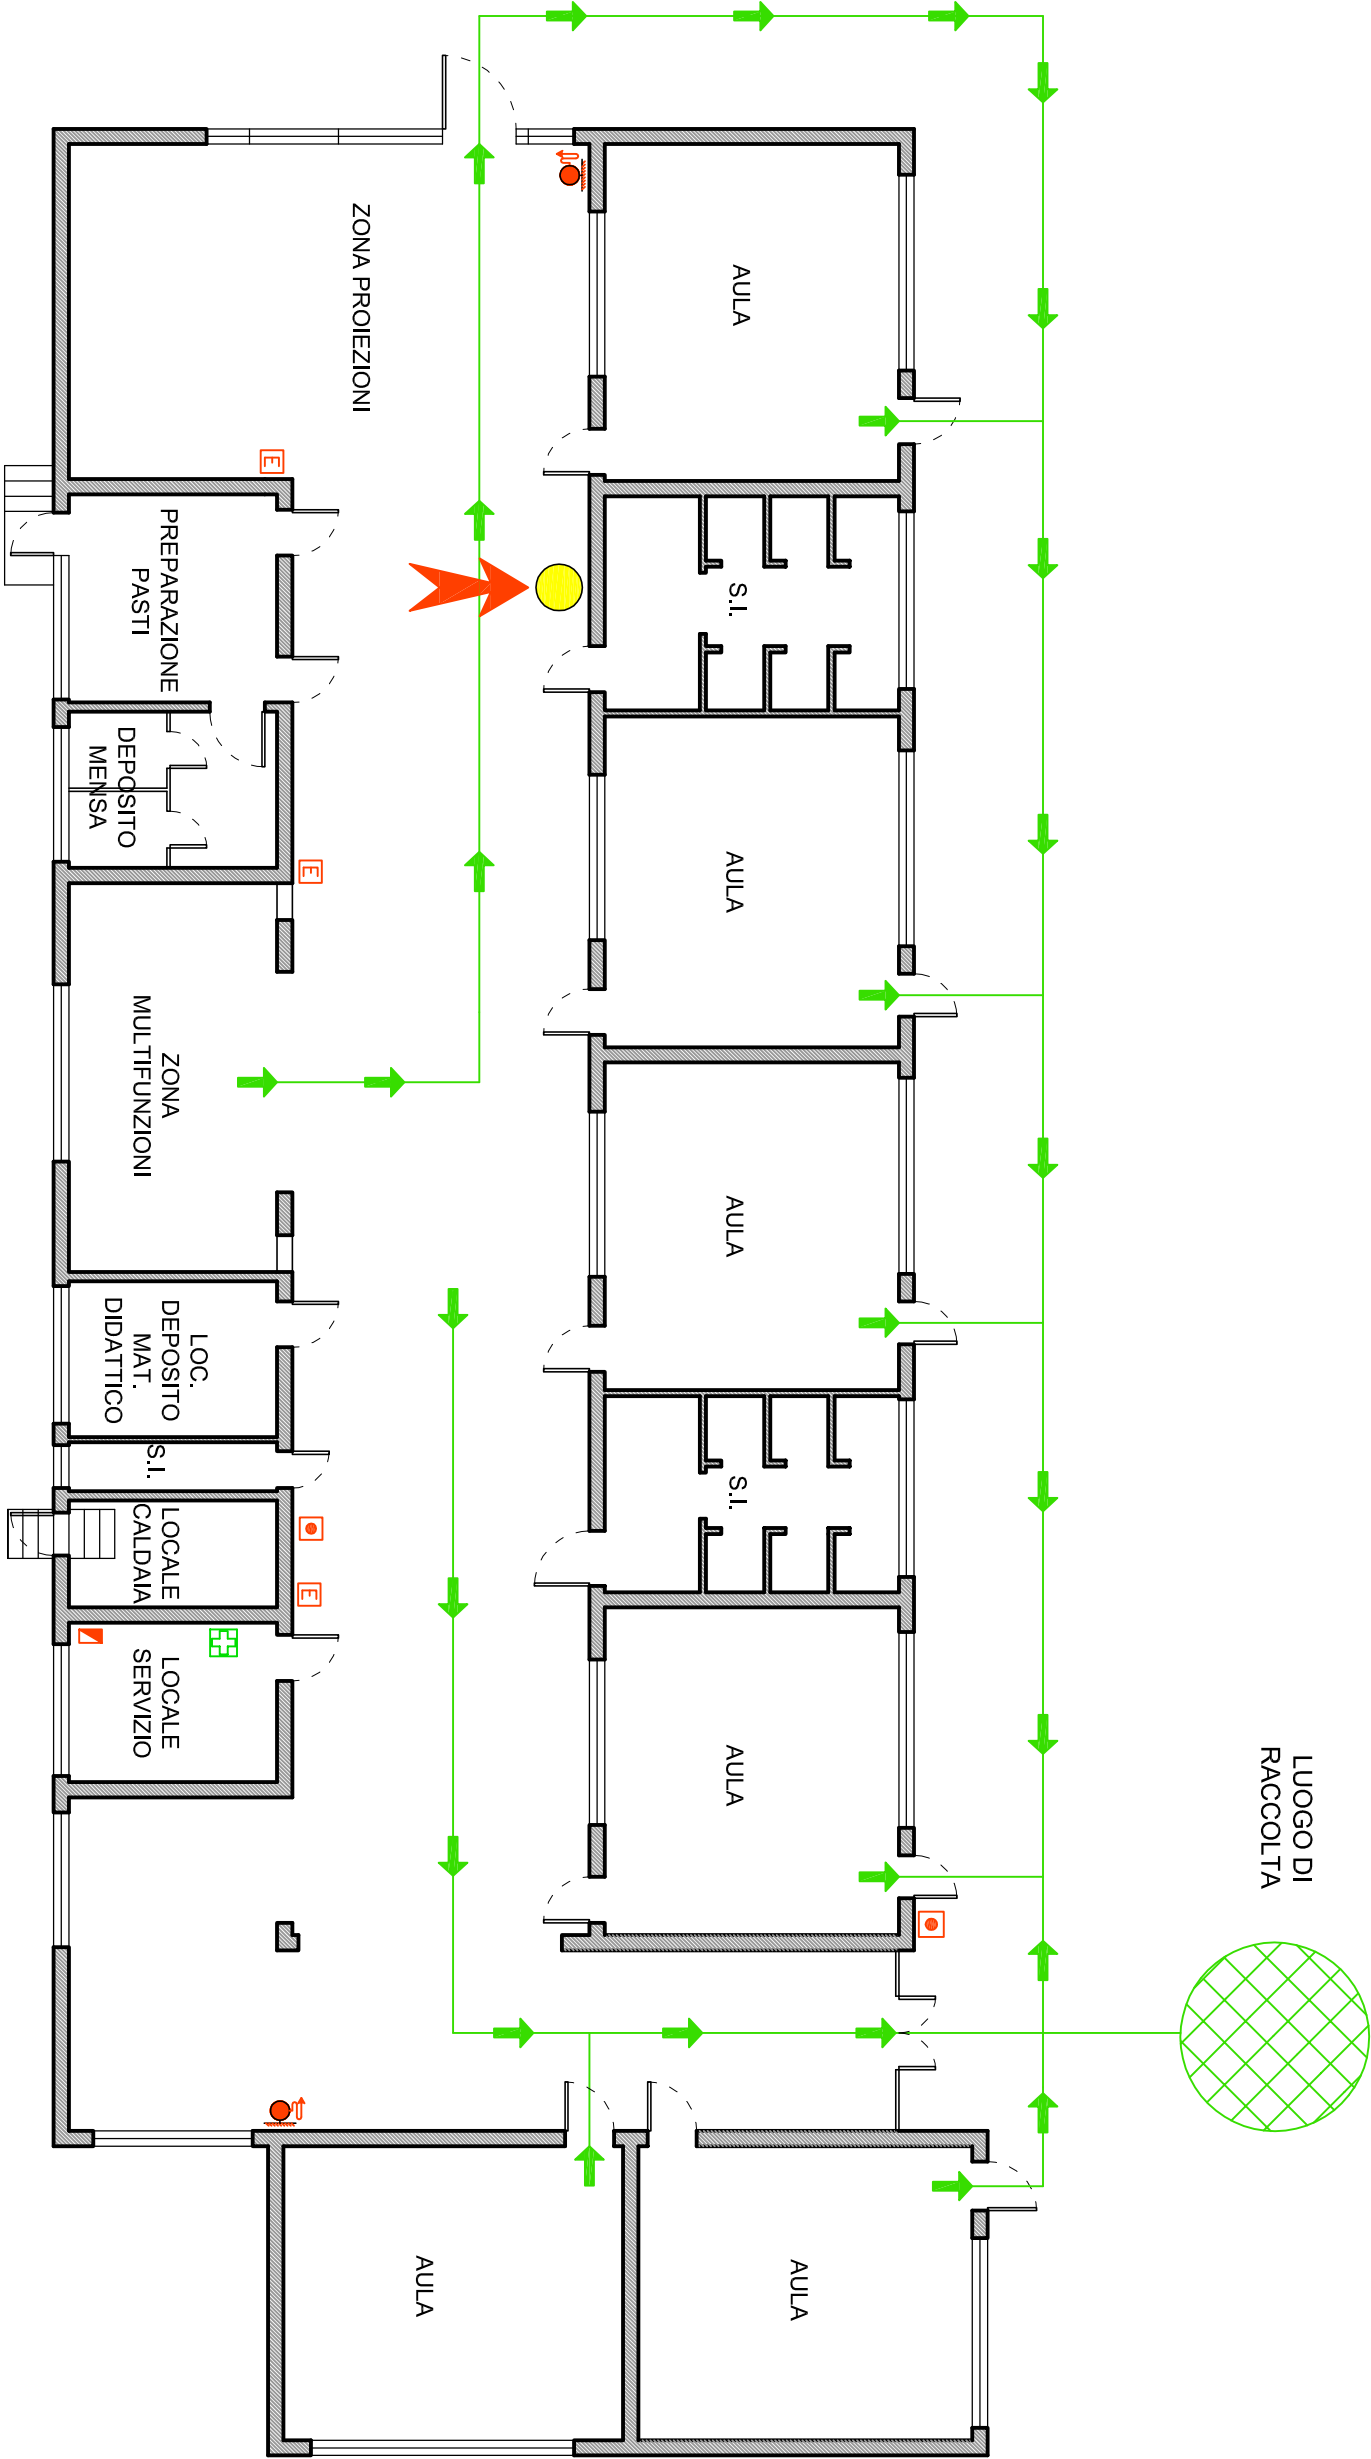 LUOGO DI
RACCOLTA
AULA
S.I.
AULA
AULA
S.I.
AULA
AULA
AULA
ZONA PROIEZIONI
PREPARAZIONE
PASTI
DEPOSITO
MENSA
ZONA
MULTIFUNZIONI
LOC.
DEPOSITO
MAT.
DIDATTICO
S.I.
LOCALE
CALDAIA
LOCALE
SERVIZIO
E
E
E